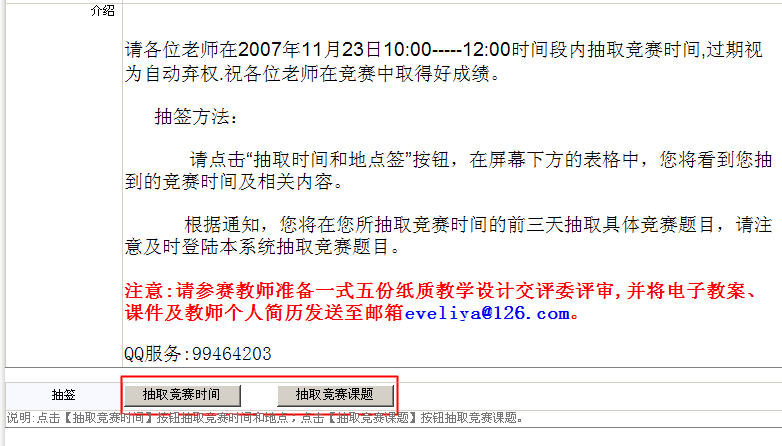 介绍
请各位老师在2007年11月23日10:00-----12:00时间段内抽取竞赛时间,过期视
为自动弃权.祝各位老师在竞赛中取得好成绩。
抽签方法：
请点击“抽取时间和地点签”按钮，在屏幕下方的表格中，您将看到您抽
到的竞赛时间及相关内容。
根据通知，您将在您所抽取竞赛时间的前三天抽取具体竞赛题目，请注
意及时登陆本系统抽取竞赛题目。
注意:请参赛教师准备一式五份纸质教学设计交评委评审,并将电子教案、
课件及教师个人简历发送至邮箱eveliya@126.com。
QQ服务:99464203
抽签 抽取竞赛时间 抽取竞赛课题
说明:点击【抽取竞赛时间】按钮抽取竞赛时间和地点，点击【抽取竞赛课题】按钮抽取竞赛课题。